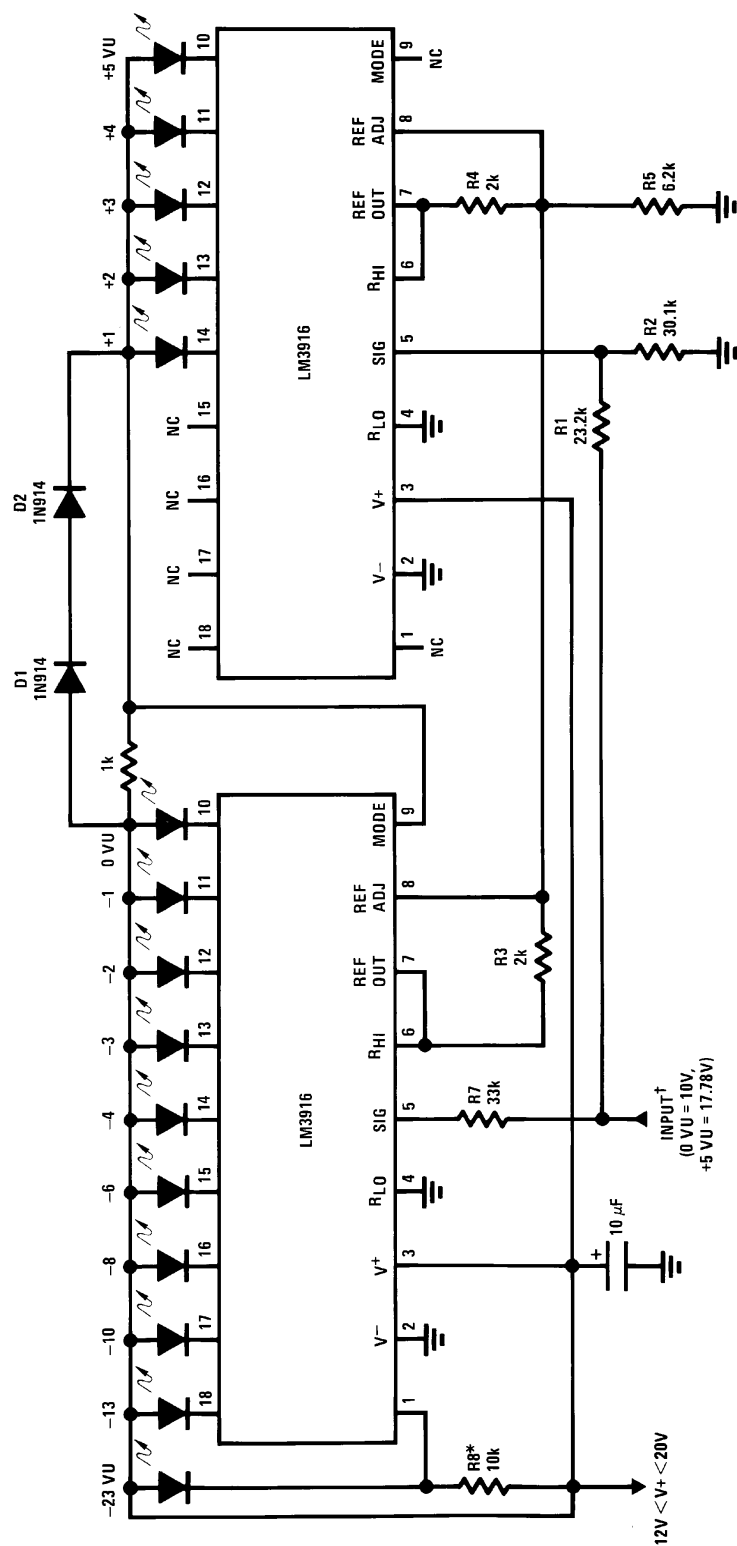 D1
1N914
D2
1N914
-23 VU
-13
-10
-8
-6
-4
-3
-2
-1
0 VU
1k
+1
+2
+3
+4
+5 VU
18
17
16
15
14
13
12
11
10
NC
18
NC
17
NC
16
NC
15
14
13
12
11
10
LM3916
LM3916
V−
V+
RLO
SIG
RHI
REF
OUT
REF
ADJ
MODE
1
2
3
4
5
6
7
8
9
V−
V+
RLO
SIG
RHI
REF
OUT
REF
ADJ
MODE
1
NC
2
3
4
5
6
7
8
9
NC
R8*
10k
R7
33k
R3
2k
R4
2k
R1
23.2k
R2
30.1k
R5
6.2k
+
10 μF
12V < V+ < 20V
INPUT†
(0 VU = 10V,
+5 VU = 17.78V)